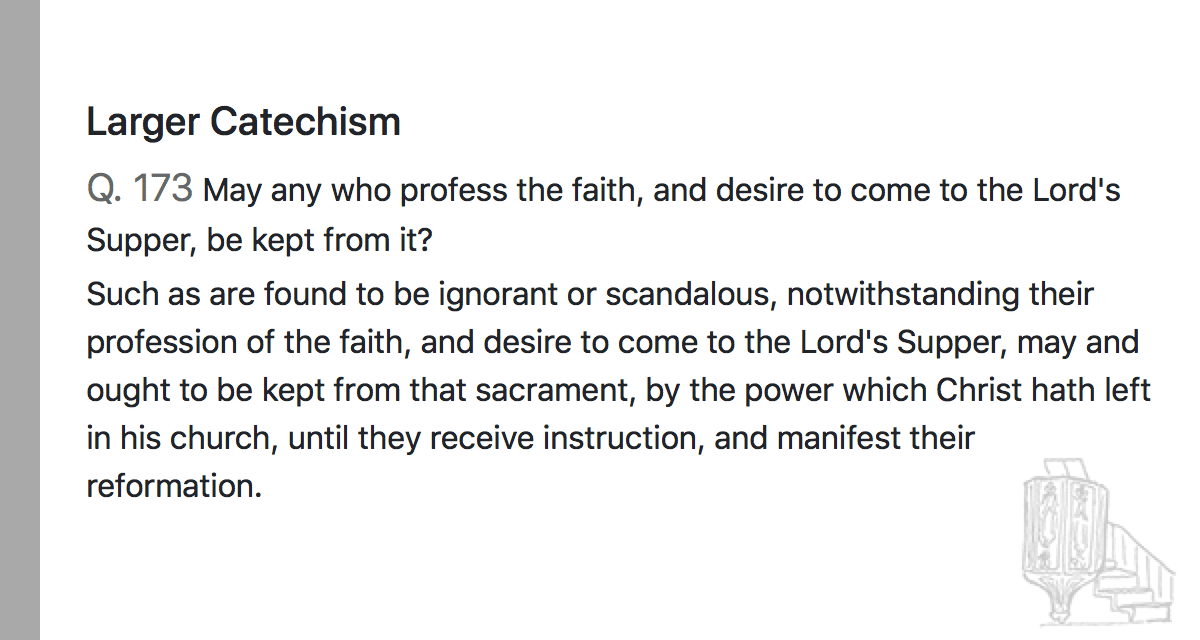 Larger Catechism
Q. 173 May any who profess the faith, and desire to come to the Lord's
Supper, be kept from it?
Such as are found to be ignorant or scandalous, notwithstanding their
profession of the faith, and desire to come to the Lord's Supper, may and
ought to be kept from that sacrament, by the power which Christ hath left
in his church, until they receive instruction, and manifest their
reformation.